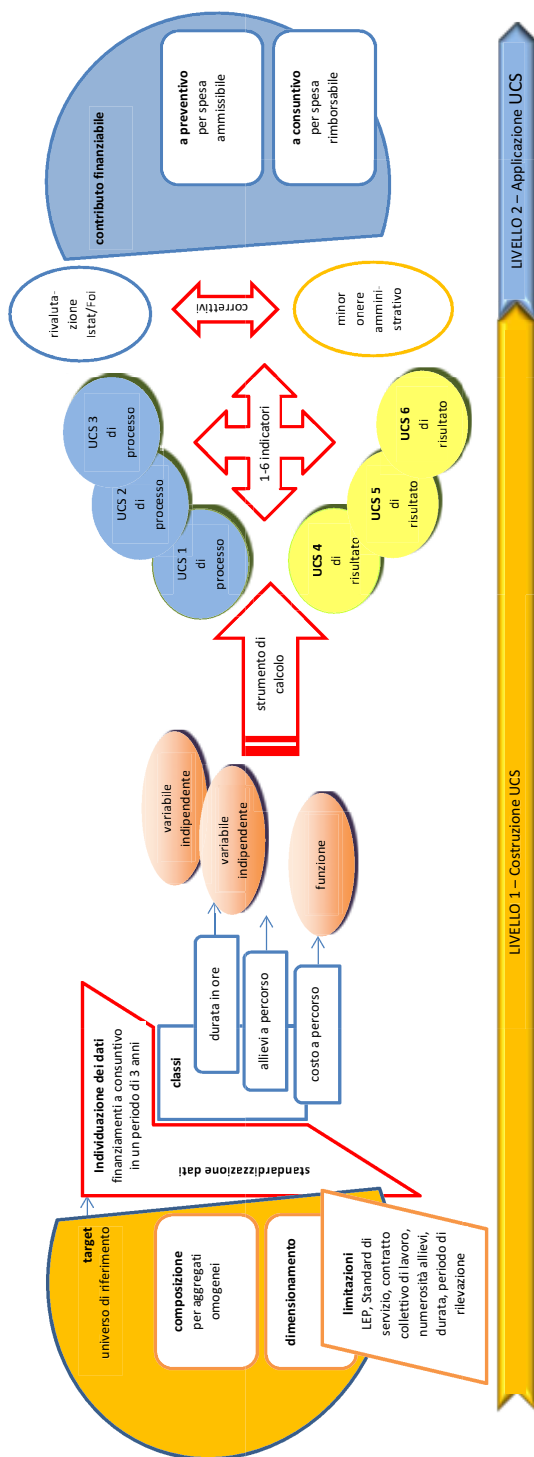 target
universo di riferimento
composizione
per aggregati
omogenei
dimensionamento
limitazioni
LEP, Standard di
servizio, contratto
collettivo di lavoro,
numerosità allievi,
durata, periodo di
rilevazione
Individuazione dei dati
finanziamenti a consuntivo
in un periodo di 3 anni
standardizzazione dati
classi
durata in ore
allievi a percorso
costo a percorso
variabile
indipendente
variabile
indipendente
funzione
strumento di
calcolo
UCS 1
di
processo
UCS 2
di
processo
UCS 3
di
processo
1-6 indicatori
UCS 4
di
risultato
UCS 5
di
risultato
UCS 6
di
risultato
rivaluta-
zione
Istat/Foi
correttivi
minor
onere
ammini-
strativo
contributo finanziabile
a preventivo
per spesa
ammissibile
a consuntivo
per spesa
rimborsabile
LIVELLO 1 – Costruzione UCS
LIVELLO 2 – Applicazione UCS